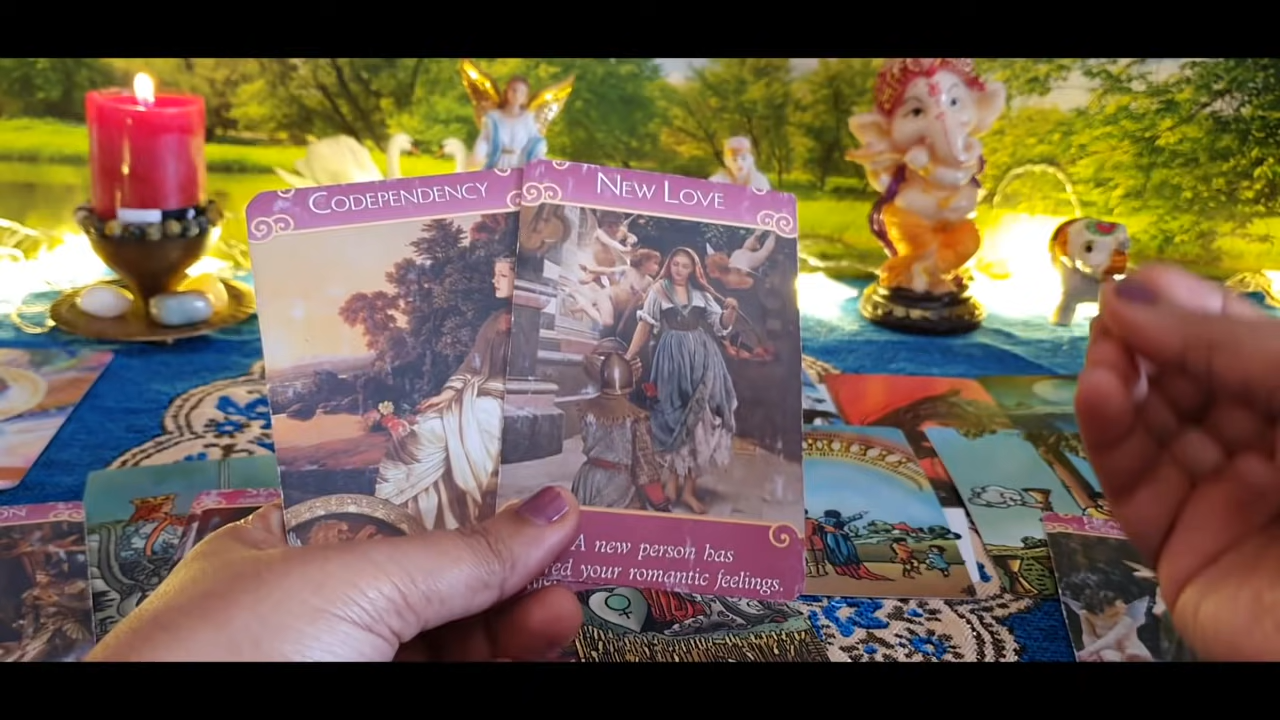 CODEPENDENCY
NEW LOVE
A new person has
your romantic feelings.